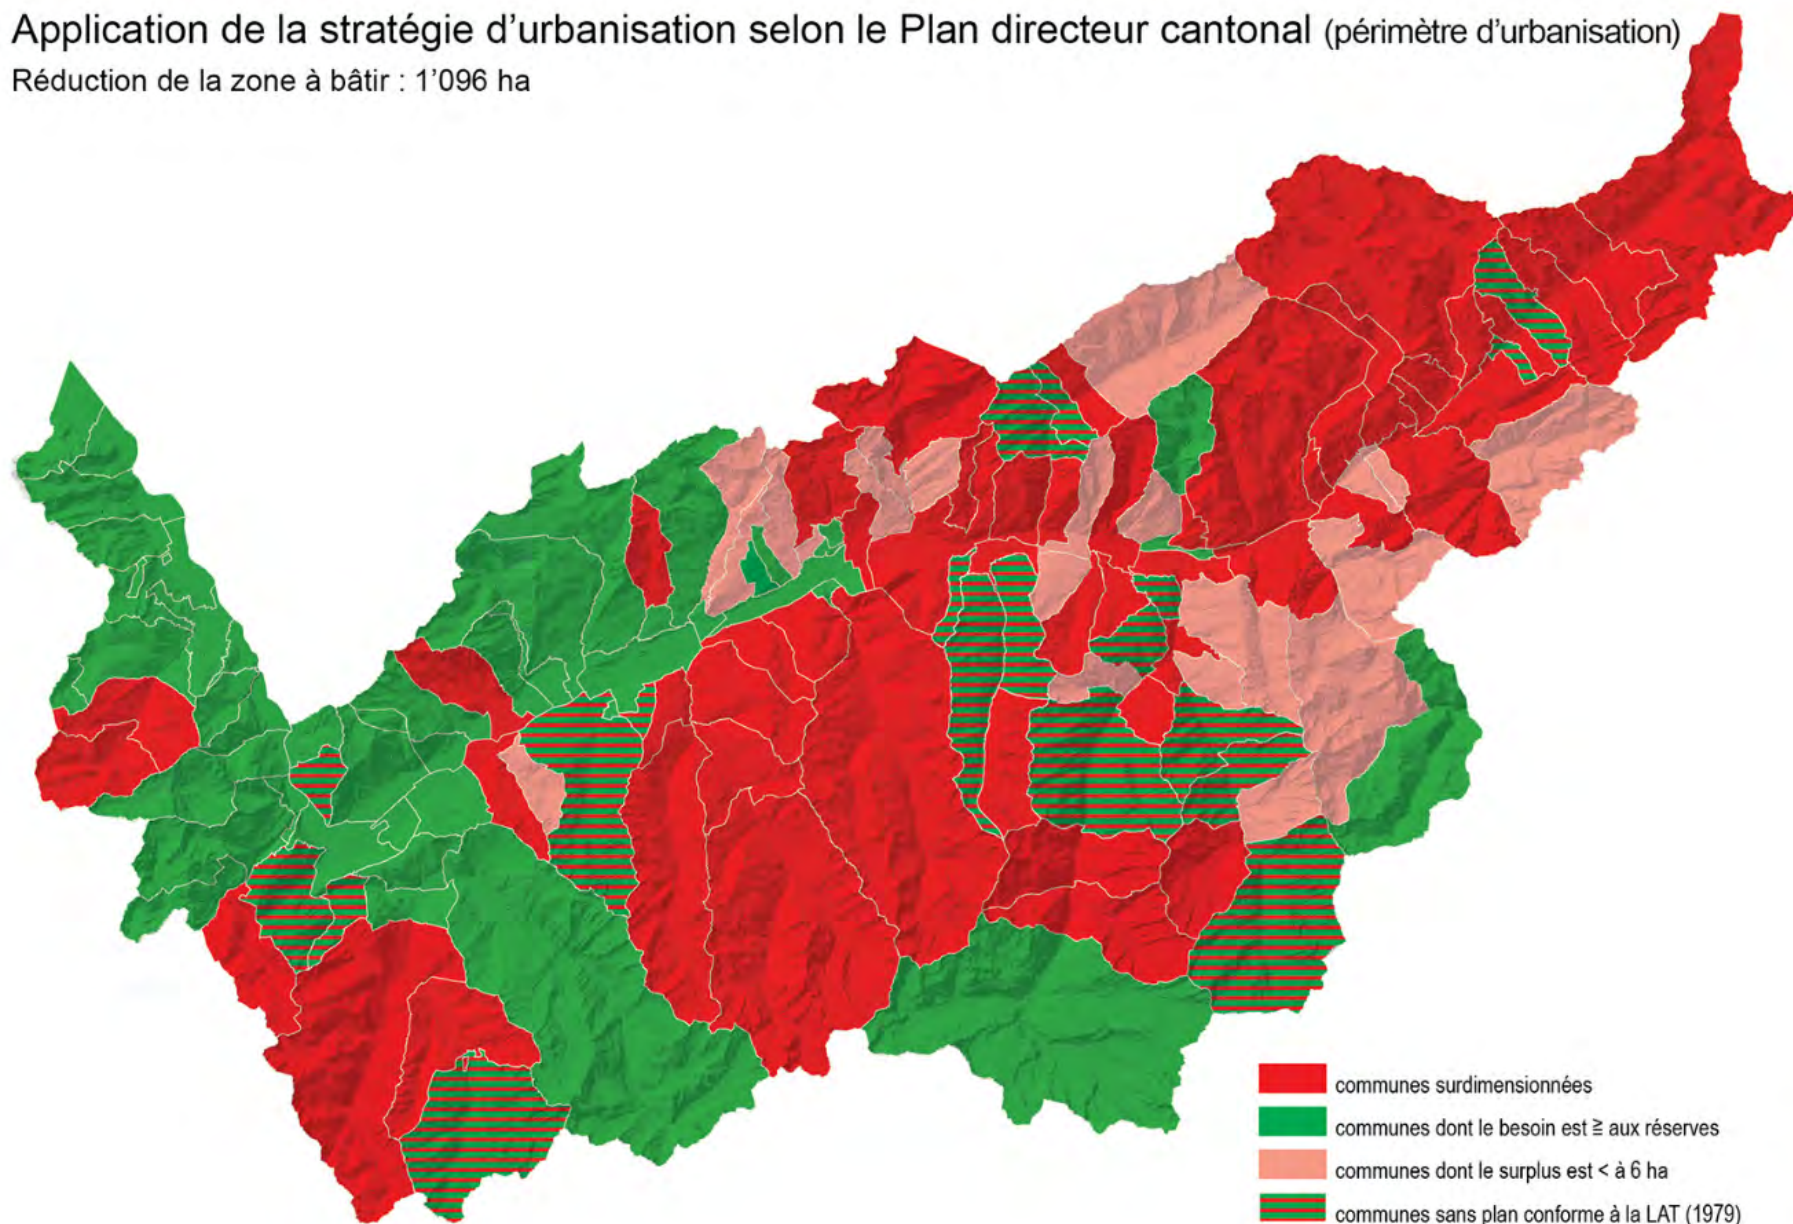 Application de la stratégie d’urbanisation selon le Plan directeur cantonal (périmètre d’urbanisation)
Réduction de la zone à bâtir : 1’096 ha
communes surdimensionnées
communes dont le besoin est ≧ aux réserves
communes dont le surplus est < à 6 ha
communes sans plan conforme à la LAT (1979)